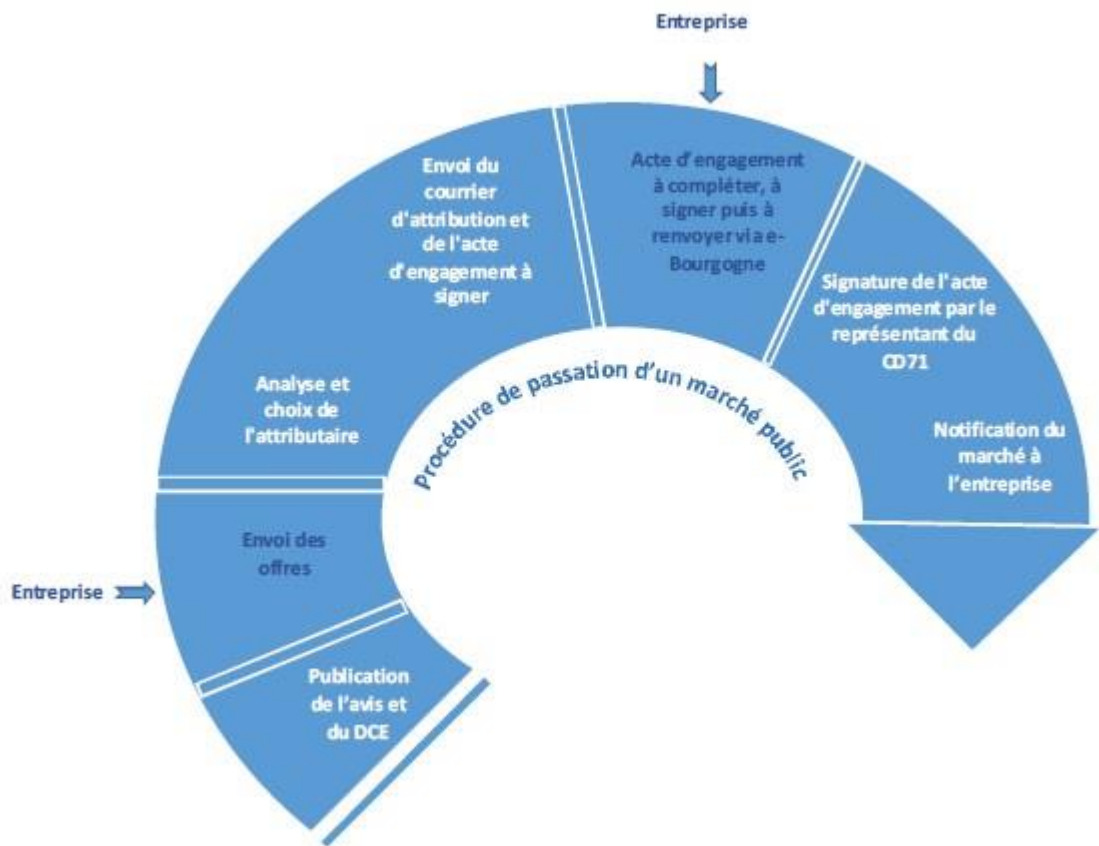 Entreprise
Acte d'engagement
à compléter, à
signer puis à
renvoyer via e-
Bourgogne
Envoi du
courrier
d'attribution et
de l'acte
d'engagement à
signer
Signature de l'acte
d'engagement par le
représentant du
CD71
Procédure de passation d'un marché public
Analyse et
choix de
l'attributaire
Notification du
marché à
l'entreprise
Envoi des
offres
Entreprise
Publication
de l'avis et
du DCE